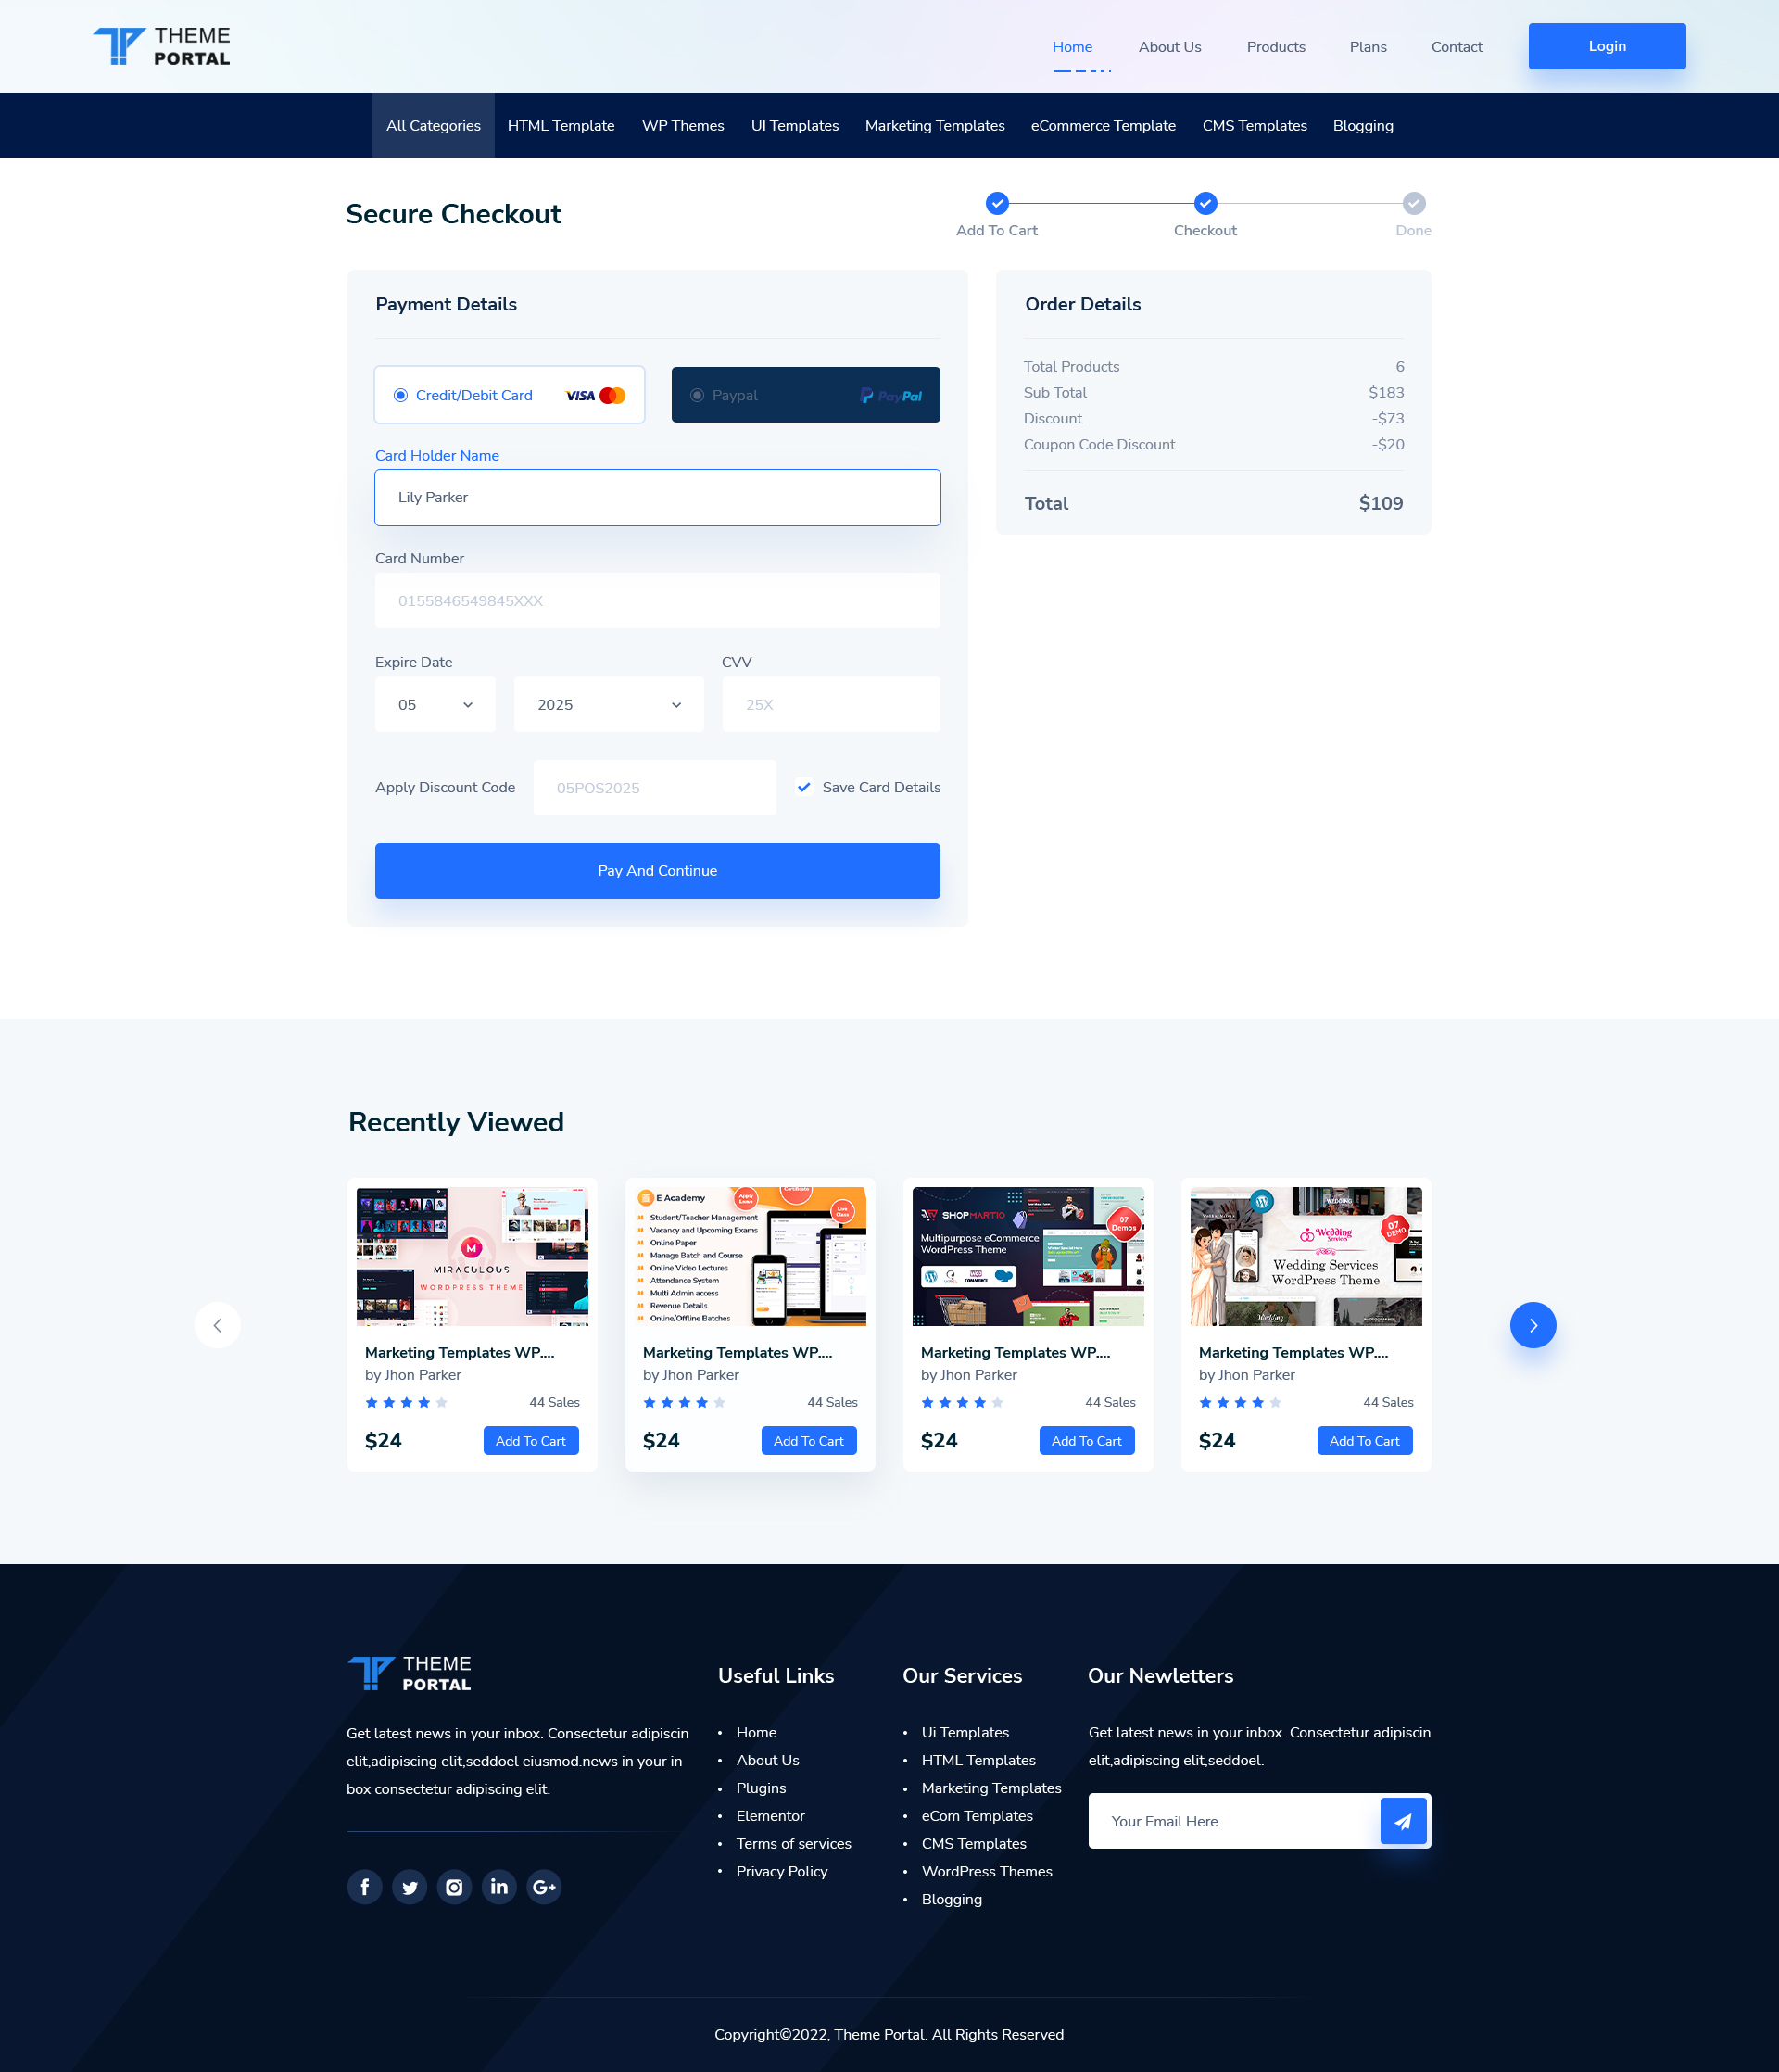 THEME
PORTAL
Home About Us Products Plans Contact Login
All Categories HTML Template WP Themes UI Templates Marketing Templates eCommerce Template CMS Templates Blogging
Secure Checkout
Add To Cart Checkout Done
Payment Details
Credit/Debit Card VISA
Paypal PayPal
Card Holder Name
Lily Parker
Card Number
0155846549845XXX
Expire Date CVV
05 2025 25X
Apply Discount Code 05POS2025 Save Card Details
Pay And Continue
Order Details
Total Products 6
Sub Total $183
Discount -$73
Coupon Code Discount -$20
Total $109
Recently Viewed
MIRACULOUS
WORDPRESS THEME
Marketing Templates WP....
by Jhon Parker
44 Sales
$24 Add To Cart
E Academy
Student/Teacher Management
Vacancy and Upcoming Exams
Online Paper
Manage Batch and Course
Online Video Lectures
Attendance System
Multi Admin access
Revenue Details
Online/Offline Batches
Apply Leave
Certificate
Live Class
Marketing Templates WP....
by Jhon Parker
44 Sales
$24 Add To Cart
SHOPMARTIO
Multipurpose eCommerce
WordPress Theme
07
Demos
Marketing Templates WP....
by Jhon Parker
44 Sales
$24 Add To Cart
Wedding
Services
07
DEMO
Wedding Services
WordPress Theme
Marketing Templates WP....
by Jhon Parker
44 Sales
$24 Add To Cart
THEME
PORTAL
Get latest news in your inbox. Consectetur adipiscin
elit,adipiscing elit,seddoel eiusmod.news in your in
box consectetur adipiscing elit.
f in G+
Useful Links
Home
About Us
Plugins
Elementor
Terms of services
Privacy Policy
Our Services
Ui Templates
HTML Templates
Marketing Templates
eCom Templates
CMS Templates
WordPress Themes
Blogging
Our Newletters
Get latest news in your inbox. Consectetur adipiscin
elit,adipiscing elit,seddoel.
Your Email Here
Copyright©2022, Theme Portal. All Rights Reserved